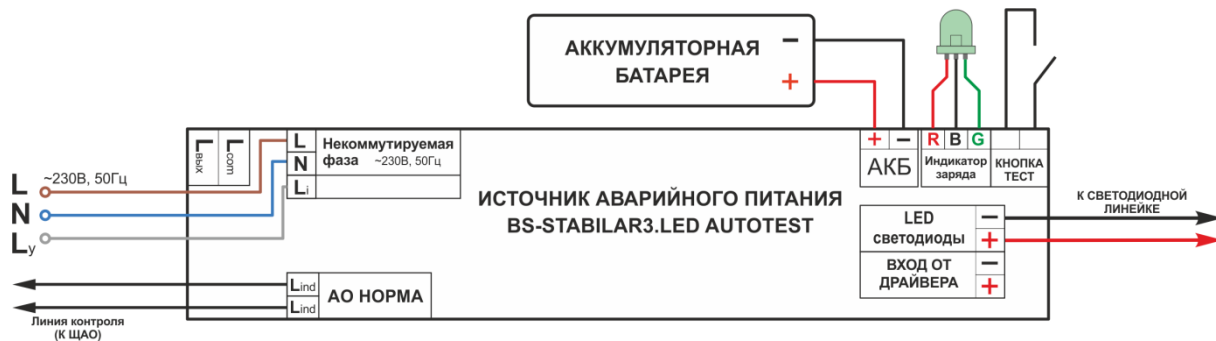 АККУМУЛЯТОРНАЯ −
БАТАРЕЯ +
Lвых Lcom
L Некоммутируемая
N фаза ~230В, 50Гц
Li
L ~230В, 50Гц
N
Lу
+ −
АКБ
R B G
Индикатор
заряда
КНОПКА
ТЕСТ
ИСТОЧНИК АВАРИЙНОГО ПИТАНИЯ
BS-STABILAR3.LED AUTOTEST
LED −
светодиоды +
ВХОД ОТ −
ДРАЙВЕРА +
К СВЕТОДИОДНОЙ
ЛИНЕЙКЕ
Lind
Lind
АО НОРМА
Линия контроля
(К ЩАО)